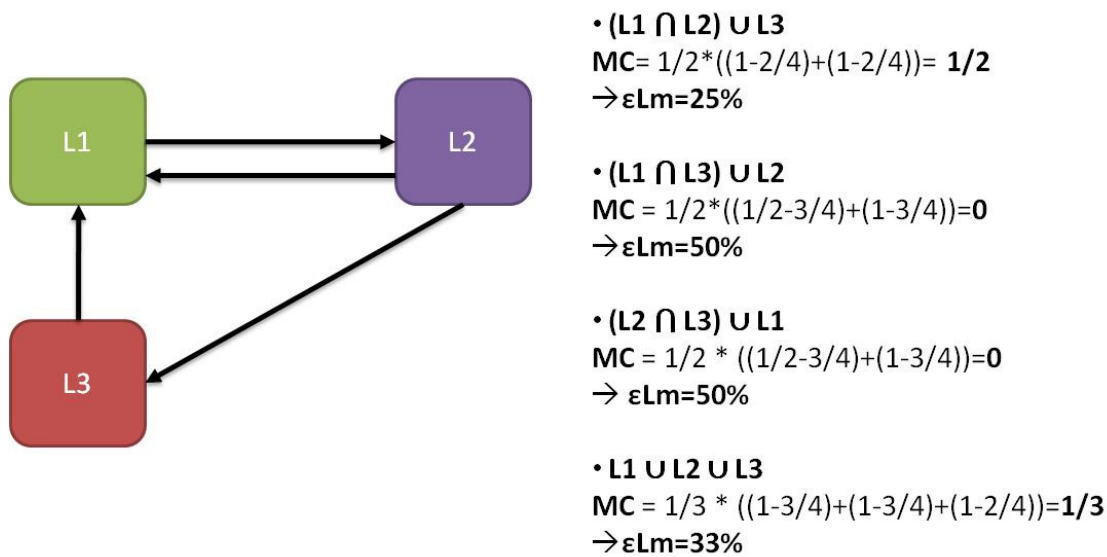 L1
L2
L3
• (L1 ⋂ L2) ∪ L3
MC= 1/2*((1-2/4)+(1-2/4))= 1/2
→εLm=25%
• (L1 ⋂ L3) ∪ L2
MC = 1/2*((1/2-3/4)+(1-3/4))=0
→εLm=50%
• (L2 ⋂ L3) ∪ L1
MC = 1/2 * ((1/2-3/4)+(1-3/4))=0
→ εLm=50%
• L1 ∪ L2 ∪ L3
MC = 1/3 * ((1-3/4)+(1-3/4)+(1-2/4))=1/3
→εLm=33%